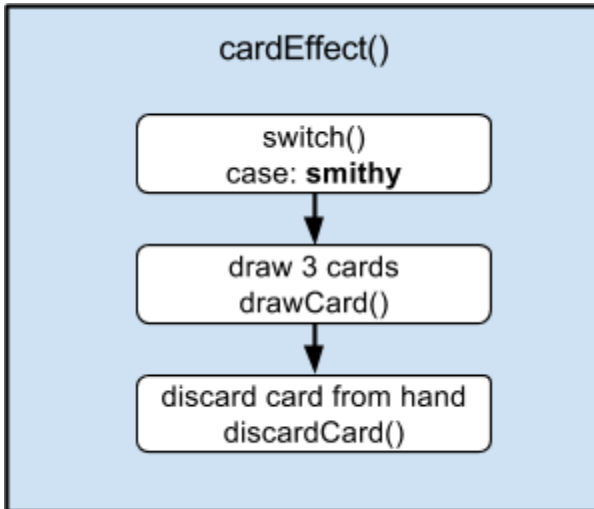 cardEffect()
switch()
case: smithy
draw 3 cards
drawCard()
discard card from hand
discardCard()